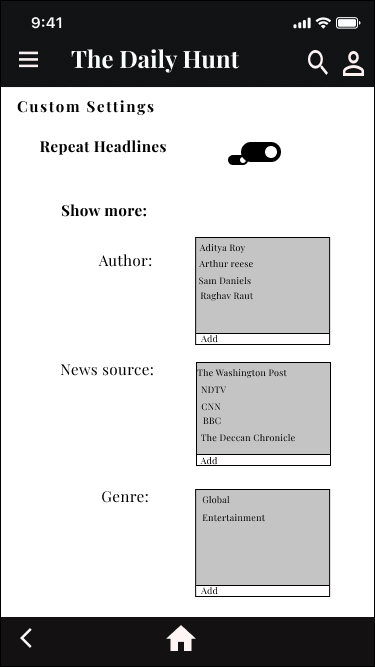 9:41
The Daily Hunt
Custom Settings
Repeat Headlines
Show more:
Author:
Aditya Roy
Arthur reese
Sam Daniels
Raghav Raut
Add
News source:
The Washington Post
NDTV
CNN
BBC
The Deccan Chronicle
Add
Genre:
Global
Entertainment
Add